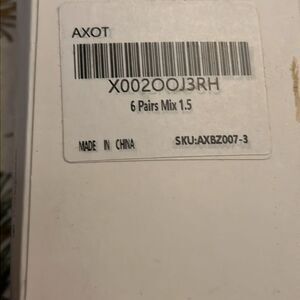 AXOT
X002OOJ3RH
6 Pairs Mix 1.5
MADE IN CHINA SKU:AXBZ007-3